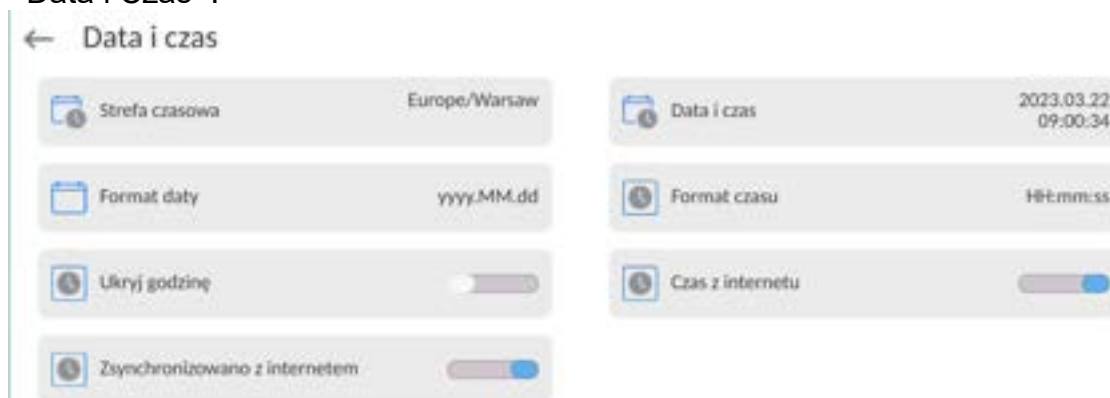 ← Data i czas
Strefa czasowa Europe/Warsaw
Data i czas 2023.03.22
09:00:34
Format daty yyyy.MM.dd
Format czasu HH:mm:ss
Ukryj godzinę
Czas z internetu
Zsynchronizowano z internetem